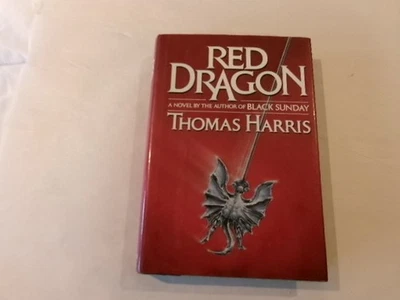 RED
DRAGON
A NOVEL BY THE AUTHOR OF BLACK SUNDAY
THOMAS HARRIS